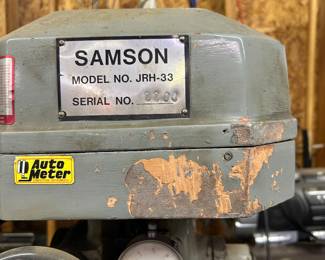 SAMSON
MODEL NO. JRH-33
SERIAL NO.
Auto
Meter